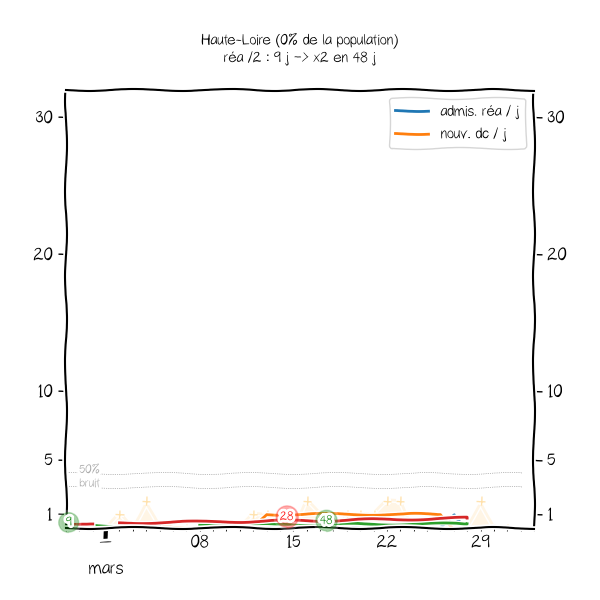 Haute-Loire (0% de la population)
réa /2 : 9 j -> x2 en 48 j
admis. réa / j
nouv. dc / j
30 30
20 20
10 10
5 5
50%
bruit
1 1
9 28 48
1 08 15 22 29
mars